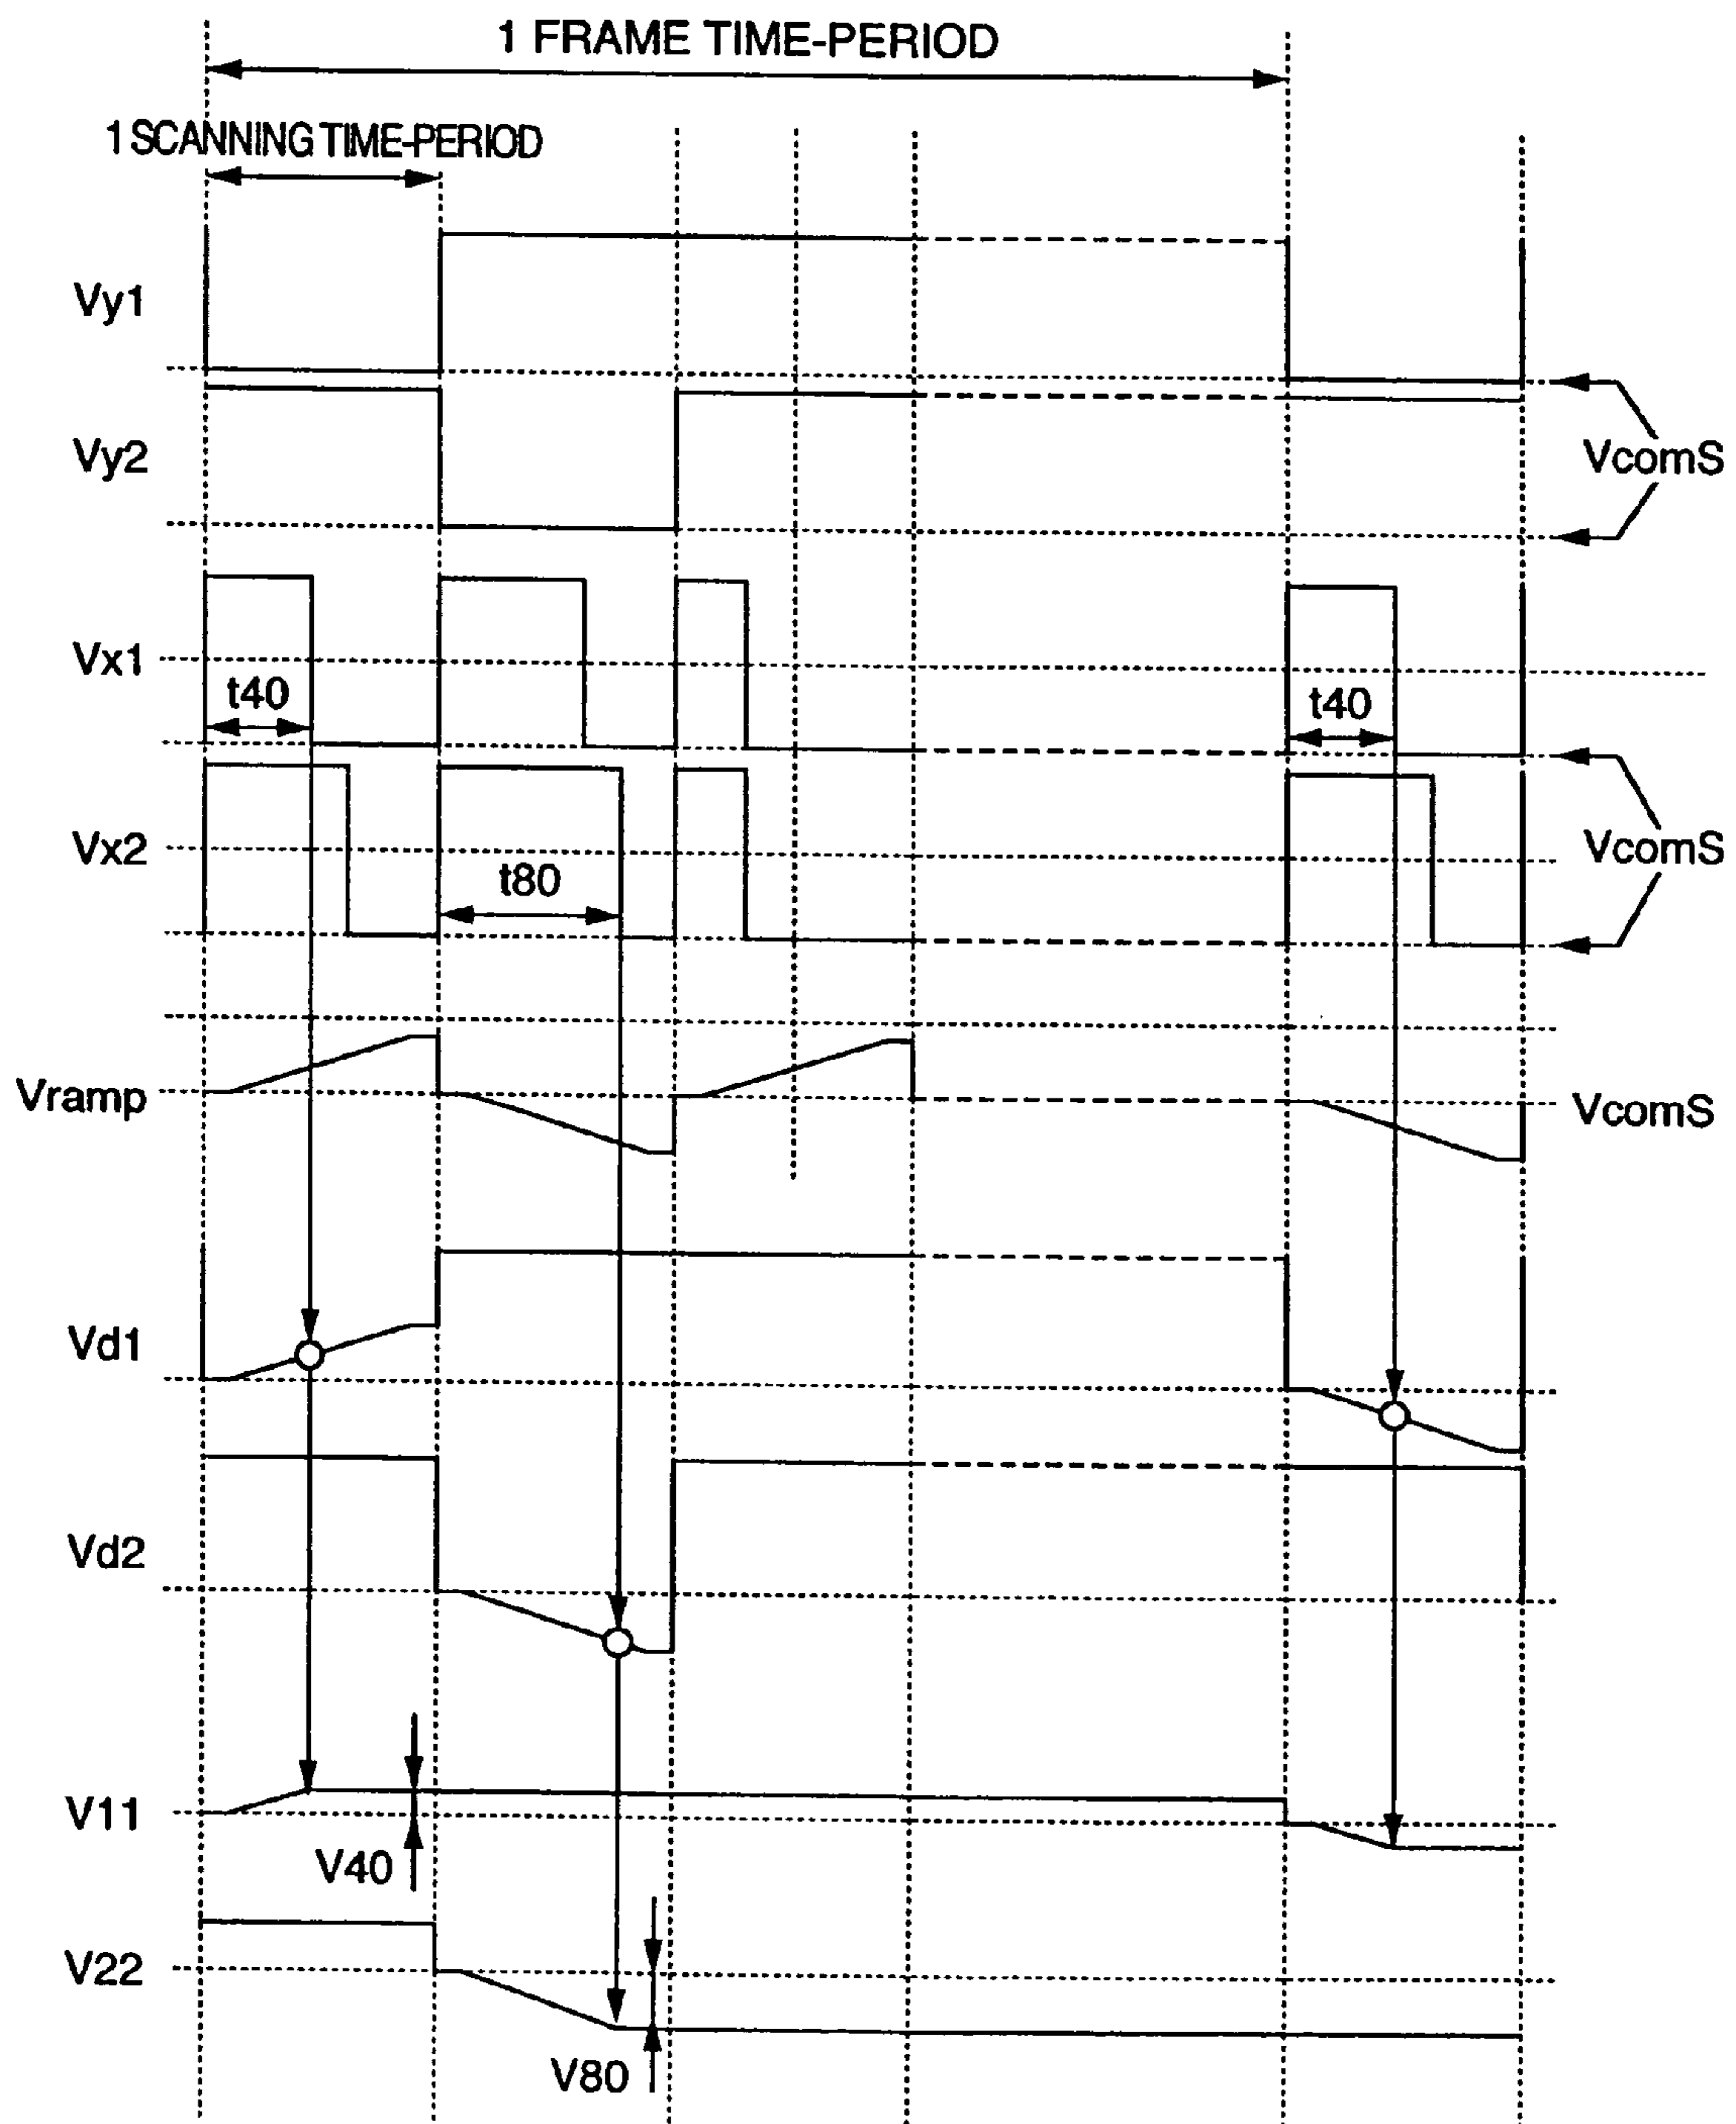 1 FRAME TIME-PERIOD
1 SCANNING TIME-PERIOD
Vy1
Vy2
VcomS
Vx1
t40
t40
Vx2
t80
VcomS
Vramp
VcomS
Vd1
Vd2
V11
V40
V22
V80